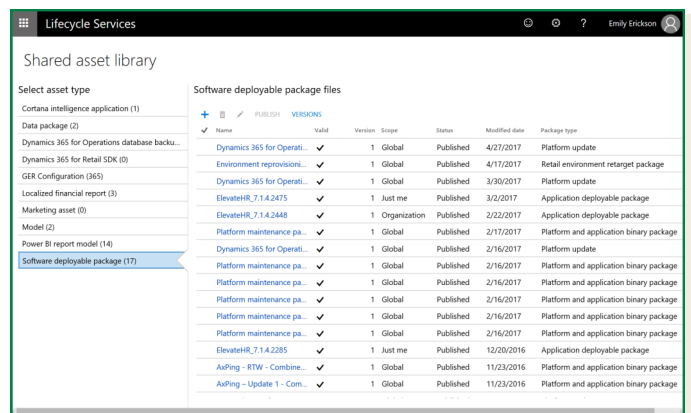 Lifecycle Services ? Emily Erickson
Shared asset library
Select asset type
Cortana intelligence application (1)
Data package (2)
Dynamics 365 for Operations database backu...
Dynamics 365 for Retail SDK (0)
GER Configuration (365)
Localized financial report (3)
Marketing asset (0)
Model (2)
Power BI report model (14)
Software deployable package (17)
Software deployable package files
+ PUBLISH VERSIONS
✓ Name Valid Version Scope Status Modified date Package type
Dynamics 365 for Operati... ✓ 1 Global Published 4/27/2017 Platform update
Environment reprovisioni... ✓ 1 Global Published 4/17/2017 Retail environment retarget package
Dynamics 365 for Operati... ✓ 1 Global Published 3/30/2017 Platform update
ElevateHR_7.1.4.2475 ✓ 1 Just me Published 3/2/2017 Application deployable package
ElevateHR_7.1.4.2448 ✓ 1 Organization Published 2/22/2017 Application deployable package
Platform maintenance pa... ✓ 1 Global Published 2/17/2017 Platform and application binary package
Dynamics 365 for Operati... ✓ 1 Global Published 2/16/2017 Platform update
Platform maintenance pa... ✓ 1 Global Published 2/16/2017 Platform and application binary package
Platform maintenance pa... ✓ 1 Global Published 2/16/2017 Platform and application binary package
Platform maintenance pa... ✓ 1 Global Published 2/16/2017 Platform and application binary package
Platform maintenance pa... ✓ 1 Global Published 2/16/2017 Platform and application binary package
Platform maintenance pa... ✓ 1 Global Published 2/16/2017 Platform and application binary package
ElevateHR_7.1.4.2285 ✓ 1 Just me Published 12/20/2016 Application deployable package
AxPing - RTW - Combine... ✓ 1 Global Published 11/23/2016 Platform and application binary package
AxPing – Update 1 - Com... ✓ 1 Global Published 11/23/2016 Platform and application binary package